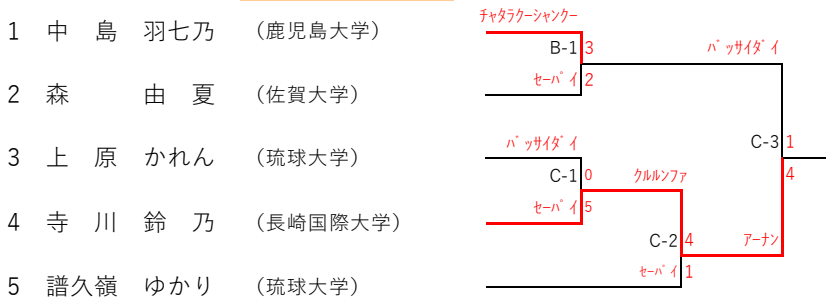 1 中 島 羽七乃 （鹿児島大学）
ﾁｬﾀﾗｸｰｼｬﾝｸｰ
B-1 3
ﾊﾞｯｻｲﾀﾞｲ
ｾｰﾊﾟｲ 2
2 森 由 夏 （佐賀大学）
3 上 原 かれん （琉球大学）
ﾊﾞｯｻｲﾀﾞｲ
C-3 1
C-1 0
ｸﾙﾙﾝﾌｧ
4
ｾｰﾊﾟｲ 5
4 寺 川 鈴 乃 （長崎国際大学）
C-2 4
ｱｰﾅﾝ
ｾｰﾊﾟｲ 1
5 譜久嶺 ゆかり （琉球大学）